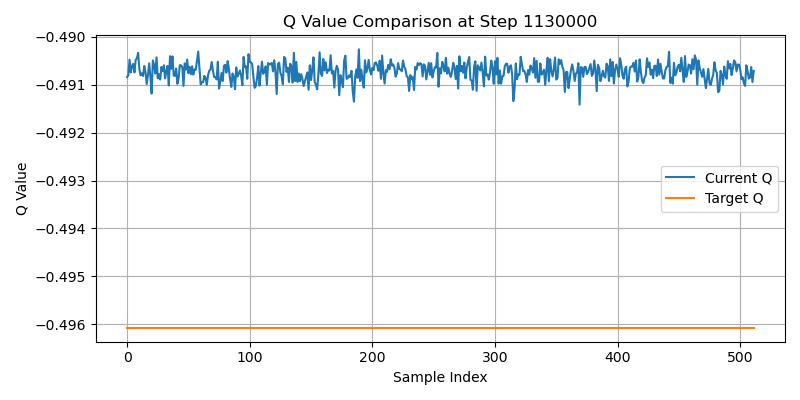 Q Value Comparison at Step 1130000
−0.490
−0.491
−0.492
−0.493
−0.494
−0.495
−0.496
Q Value
Current Q
Target Q
0 100 200 300 400 500
Sample Index